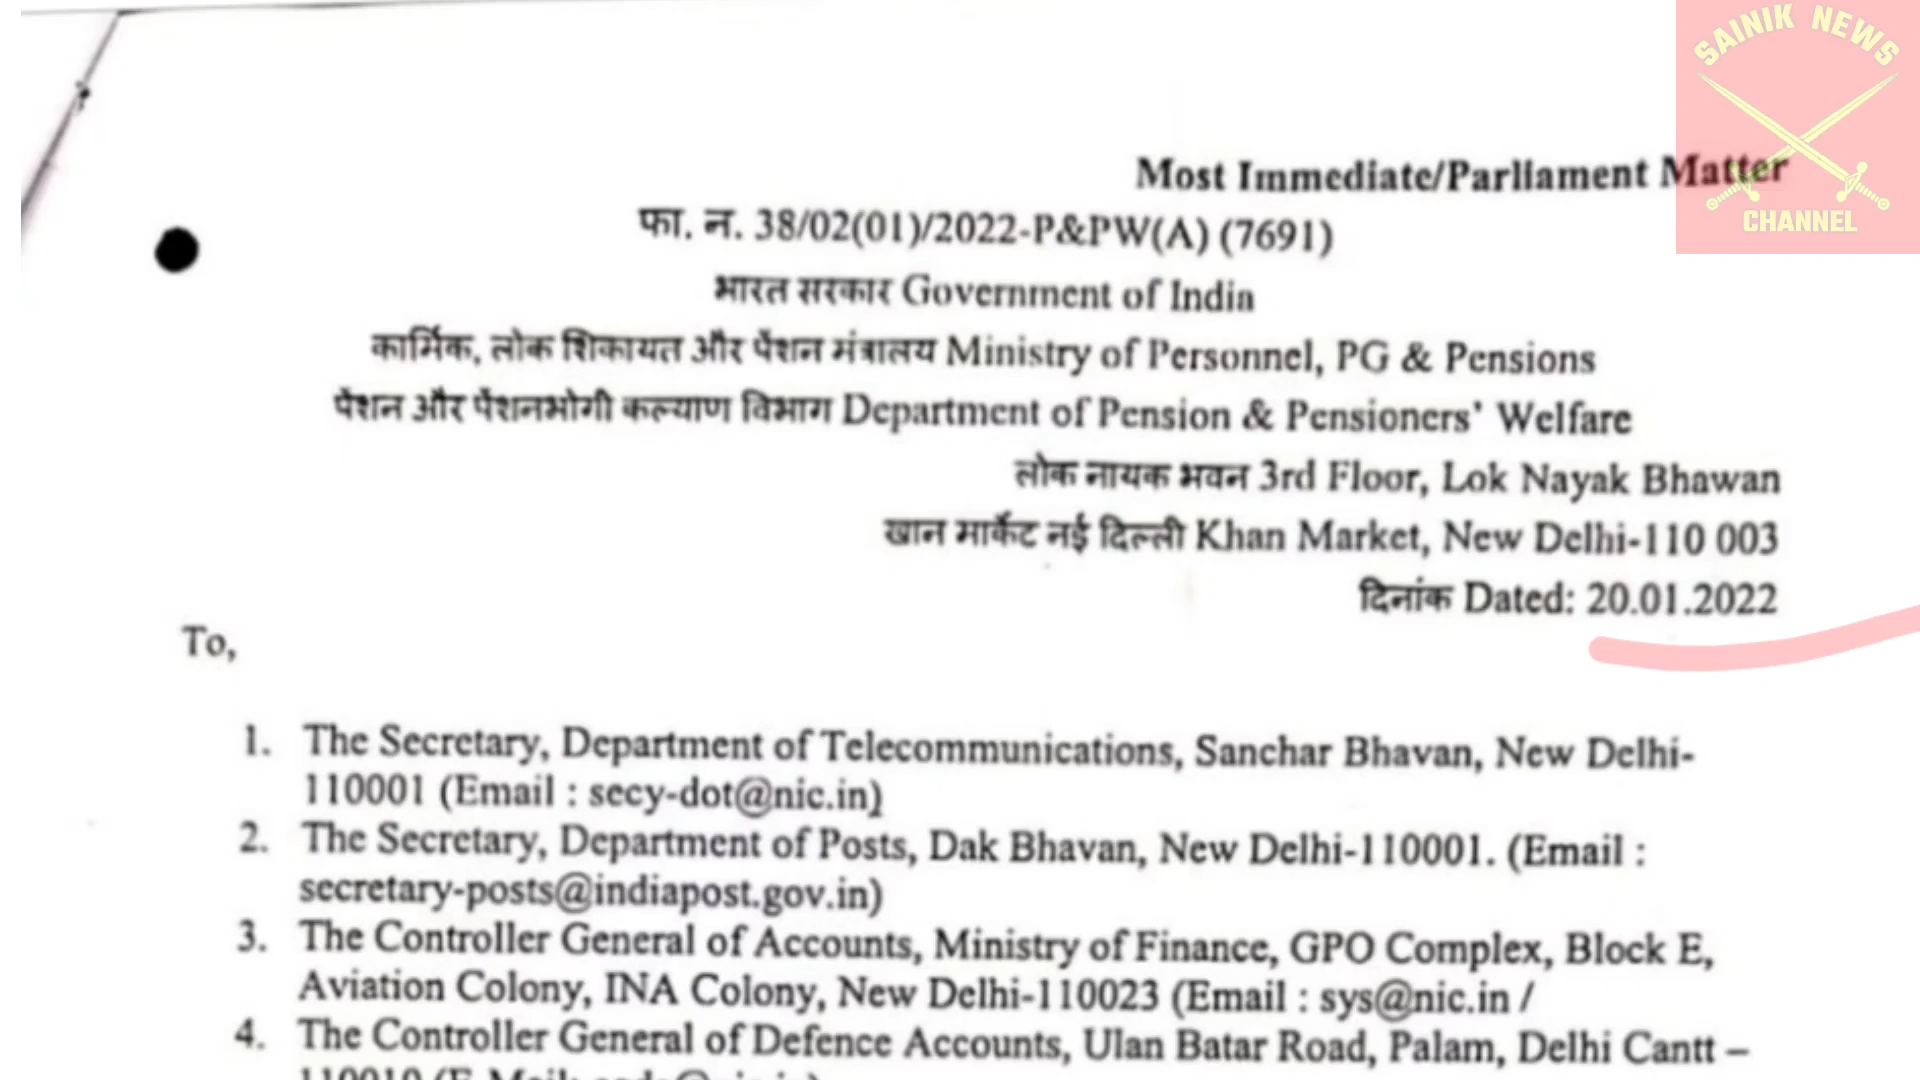 SAINIK NEWS
CHANNEL
Most Immediate/Parliament Matter
फा. न. 38/02(01)/2022-P&PW(A) (7691)
भारत सरकार Government of India
कार्मिक, लोक शिकायत और पेंशन मंत्रालय Ministry of Personnel, PG & Pensions
पेंशन और पेंशनभोगी कल्याण विभाग Department of Pension & Pensioners' Welfare
लोक नायक भवन 3rd Floor, Lok Nayak Bhawan
खान मार्केट नई दिल्ली Khan Market, New Delhi-110 003
दिनांक Dated: 20.01.2022
To,
1. The Secretary, Department of Telecommunications, Sanchar Bhavan, New Delhi-
110001 (Email : secy-dot@nic.in)
2. The Secretary, Department of Posts, Dak Bhavan, New Delhi-110001. (Email :
secretary-posts@indiapost.gov.in)
3. The Controller General of Accounts, Ministry of Finance, GPO Complex, Block E,
Aviation Colony, INA Colony, New Delhi-110023 (Email : sys@nic.in /
4. The Controller General of Defence Accounts, Ulan Batar Road, Palam, Delhi Cantt –